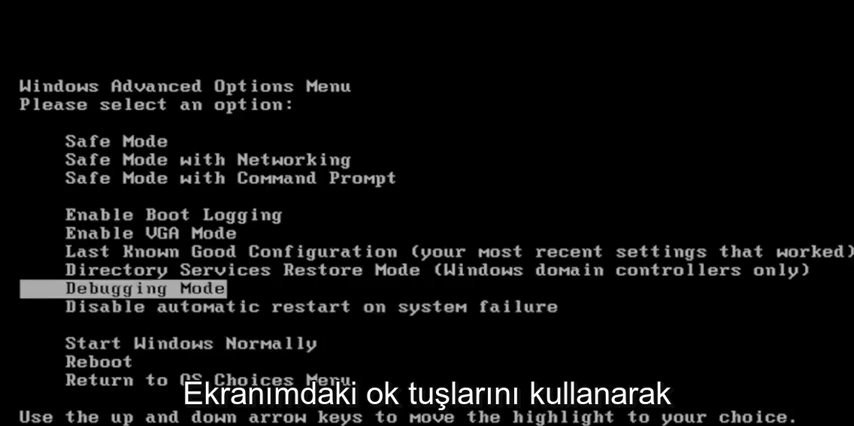 Windows Advanced Options Menu
Please select an option:
Safe Mode
Safe Mode with Networking
Safe Mode with Command Prompt
Enable Boot Logging
Enable VGA Mode
Last Known Good Configuration (your most recent settings that worked)
Directory Services Restore Mode (Windows domain controllers only)
Debugging Mode
Disable automatic restart on system failure
Start Windows Normally
Reboot
Return to OS Choices Menu
Ekranımdaki ok tuşlarını kullanarak
Use the up and down arrow keys to move the highlight to your choice.